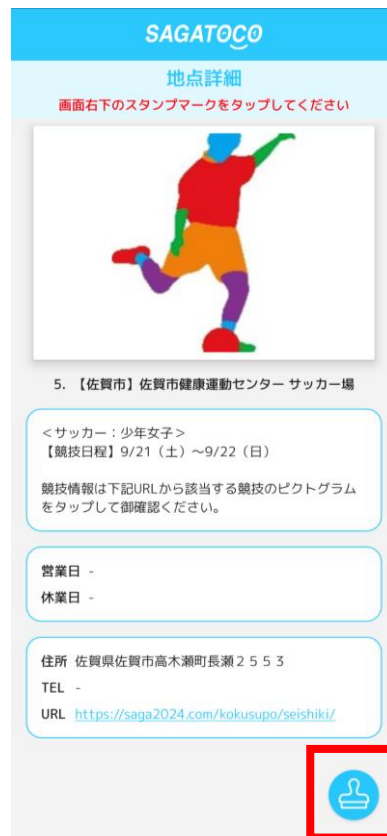 SAGATOCO
地点詳細
画面右下のスタンプマークをタップしてください
5. 【佐賀市】佐賀市健康運動センター サッカー場
＜サッカー：少年女子＞
【競技日程】9/21（土）～9/22（日）
競技情報は下記URLから該当する競技のピクトグラム
をタップして御確認ください。
営業日 -
休業日 -
住所 佐賀県佐賀市高木瀬町長瀬２５５３
TEL -
URL https://saga2024.com/kokusupo/seishiki/